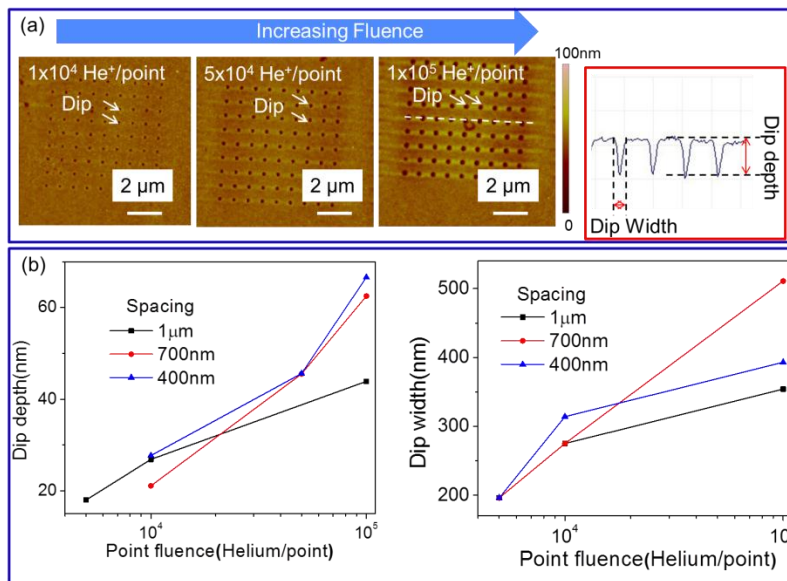 (a)
Increasing Fluence
1x10⁴ He⁺/point
5x10⁴ He⁺/point
1x10⁵ He⁺/point
100nm
Dip
Dip
Dip
2 μm
2 μm
2 μm
0
Dip depth
Dip Width
(b)
Dip depth(nm)
60
40
20
Spacing
1μm
700nm
400nm
10⁴
10⁵
Point fluence(Helium/point)
Dip width(nm)
500
400
300
200
Spacing
1μm
700nm
400nm
10⁴
Point fluence(Helium/point)